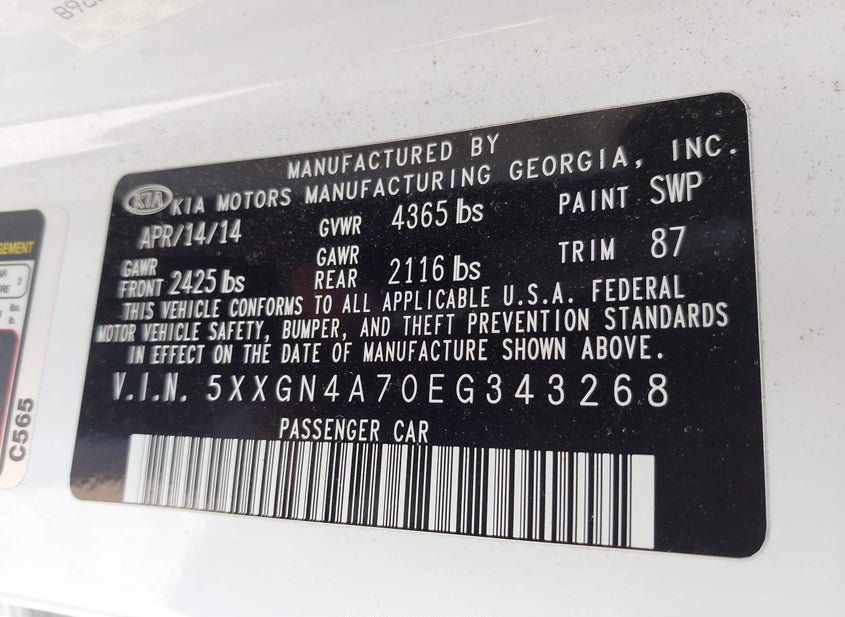 MANUFACTURED BY
KIA KIA MOTORS MANUFACTURING GEORGIA, INC.
APR/14/14 GVWR 4365 lbs PAINT SWP
GAWR FRONT 2425 lbs GAWR REAR 2116 lbs TRIM 87
THIS VEHICLE CONFORMS TO ALL APPLICABLE U.S.A. FEDERAL
MOTOR VEHICLE SAFETY, BUMPER, AND THEFT PREVENTION STANDARDS
IN EFFECT ON THE DATE OF MANUFACTURE SHOWN ABOVE.
V.I.N. 5XXGN4A70EG343268
PASSENGER CAR
C565